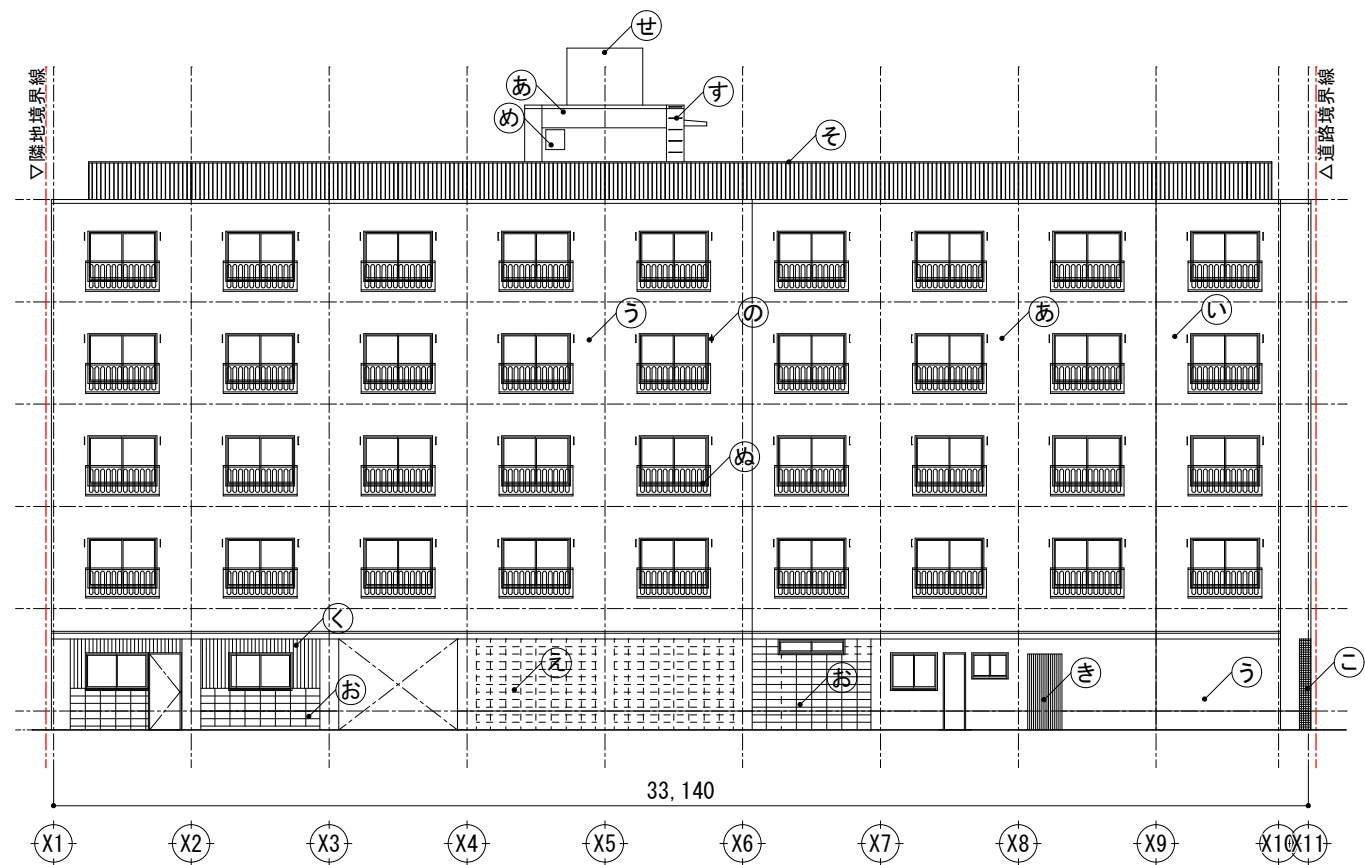 せ
あ
す
め
そ
▽隣地境界線
△道路境界線
う
の
あ
い
ぬ
く
え
お
お
き
う
こ
33,140
X1
X2
X3
X4
X5
X6
X7
X8
X9
X10
X11